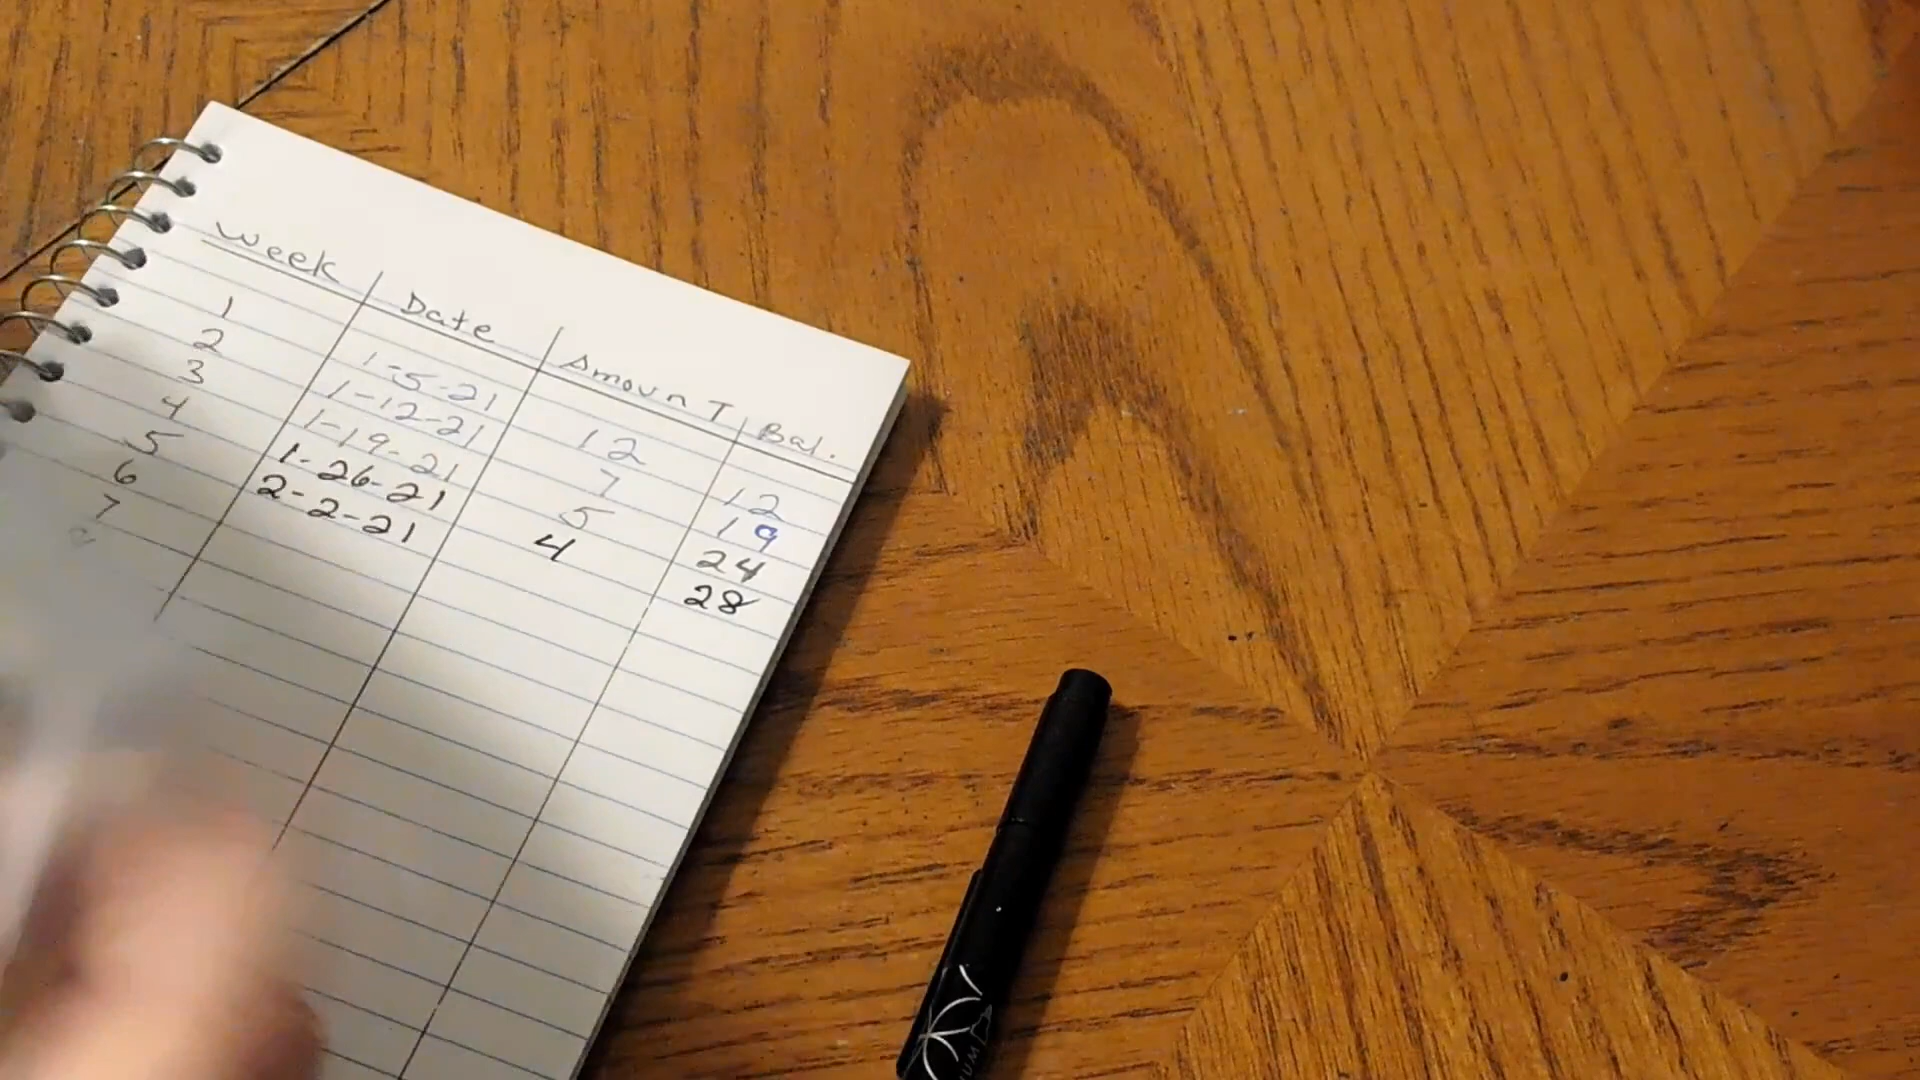 Week Date Amount Bal.
1 1-5-21 12 12
2 1-12-21 7 19
3 1-19-21 5 24
4 1-26-21 4 28
5 2-2-21
6
7